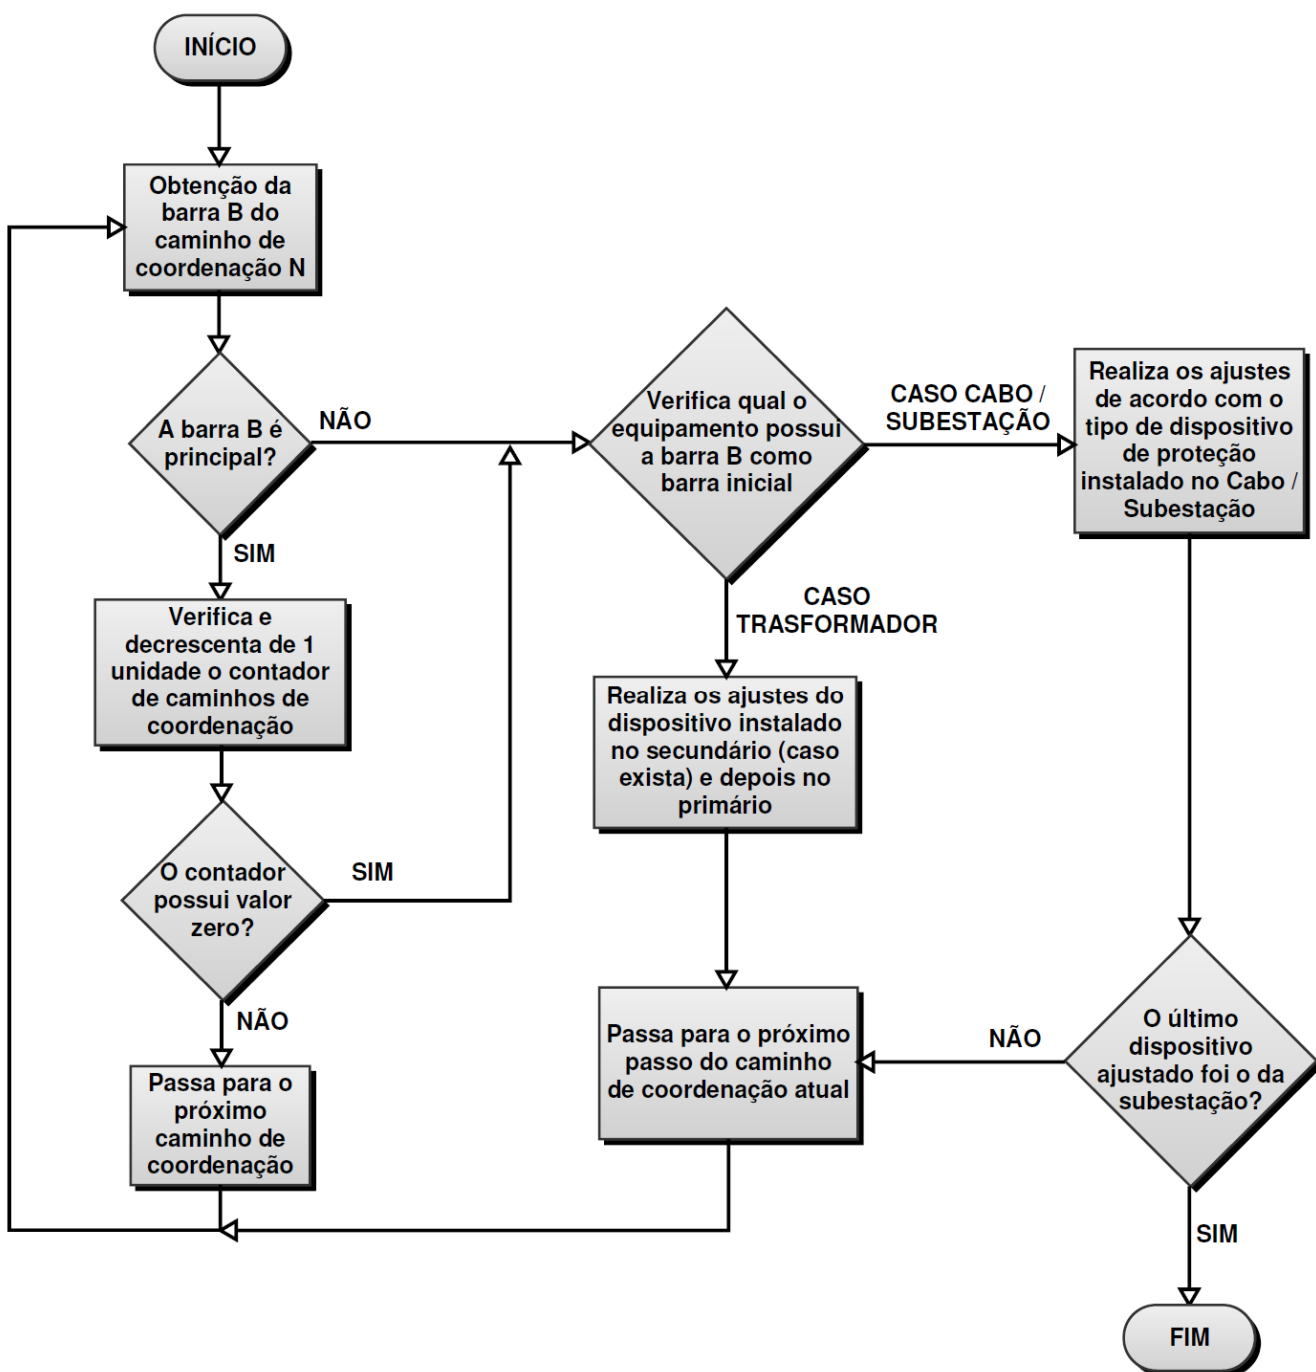 INÍCIO
Obtenção da
barra B do
caminho de
coordenação N
A barra B é
principal?
NÃO
SIM
Verifica e
decrescenta de 1
unidade o contador
de caminhos de
coordenação
O contador
possui valor
zero?
SIM
NÃO
Passa para o
próximo
caminho de
coordenação
Verifica qual o
equipamento possui
a barra B como
barra inicial
CASO CABO /
SUBESTAÇÃO
CASO
TRASFORMADOR
Realiza os ajustes do
dispositivo instalado
no secundário (caso
exista) e depois no
primário
Passa para o próximo
passo do caminho
de coordenação atual
Realiza os ajustes
de acordo com o
tipo de dispositivo
de proteção
instalado no Cabo /
Subestação
O último
dispositivo
ajustado foi o da
subestação?
NÃO
SIM
FIM